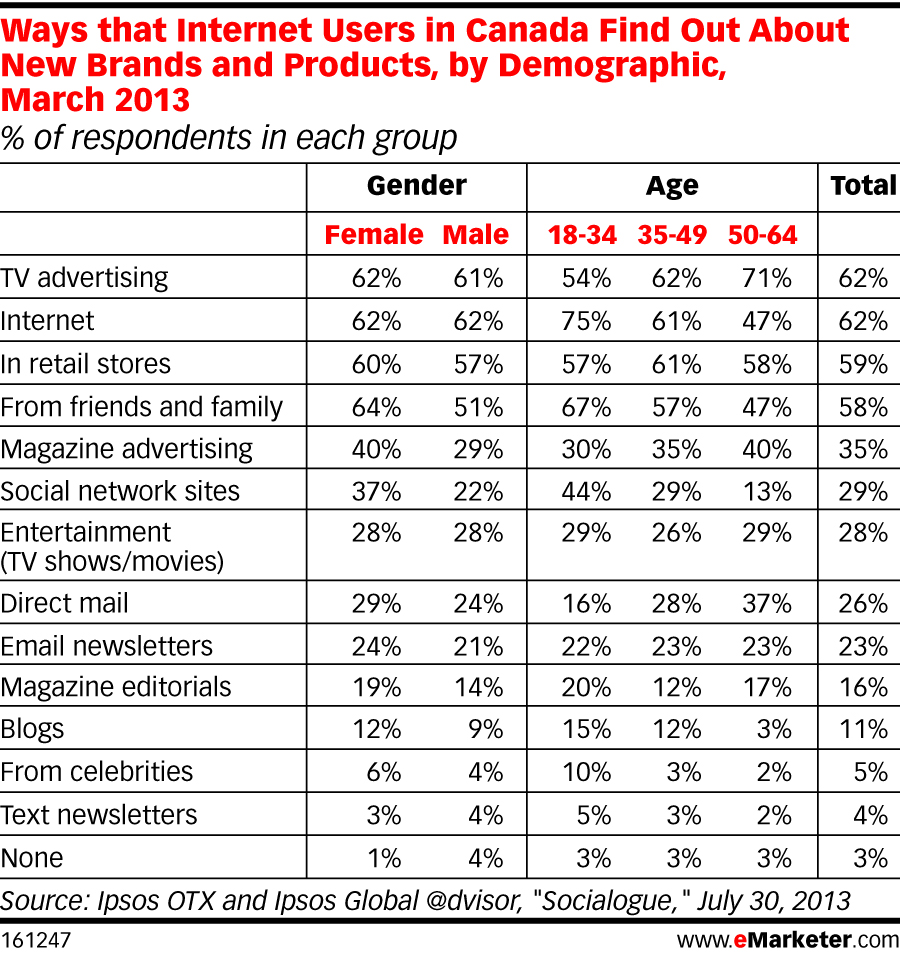 Ways that Internet Users in Canada Find Out About
New Brands and Products, by Demographic,
March 2013
% of respondents in each group
Gender Age Total
Female Male 18-34 35-49 50-64
TV advertising 62% 61% 54% 62% 71% 62%
Internet 62% 62% 75% 61% 47% 62%
In retail stores 60% 57% 57% 61% 58% 59%
From friends and family 64% 51% 67% 57% 47% 58%
Magazine advertising 40% 29% 30% 35% 40% 35%
Social network sites 37% 22% 44% 29% 13% 29%
Entertainment 28% 28% 29% 26% 29% 28%
(TV shows/movies)
Direct mail 29% 24% 16% 28% 37% 26%
Email newsletters 24% 21% 22% 23% 23% 23%
Magazine editorials 19% 14% 20% 12% 17% 16%
Blogs 12% 9% 15% 12% 3% 11%
From celebrities 6% 4% 10% 3% 2% 5%
Text newsletters 3% 4% 5% 3% 2% 4%
None 1% 4% 3% 3% 3% 3%
Source: Ipsos OTX and Ipsos Global @dvisor, "Socialogue," July 30, 2013
161247 www.eMarketer.com